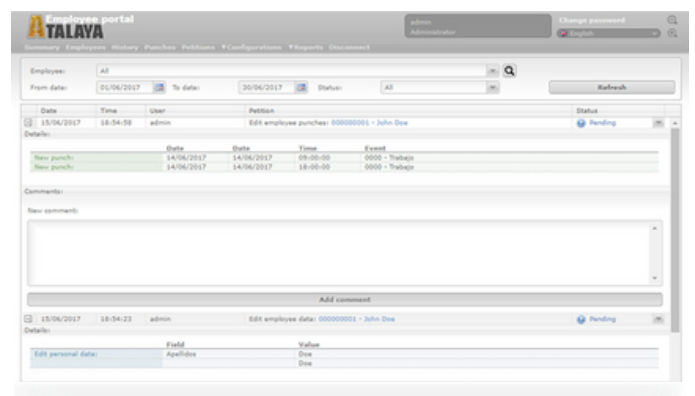 Employee portal
ATALAYA
admin
Administrator
Change password
English
Summary Employees History Punches Petitions ▼Configurations ▼Reports Disconnect
Employee: All
From date: 01/06/2017 To date: 30/06/2017 Status: All Refresh
Date Time User Petition Status
15/06/2017 18:54:58 admin Edit employee punches: 000000001 - John Doe Pending
Details:
Date Date Time Event
New punch: 14/06/2017 14/06/2017 09:00:00 0000 - Trabajo
New punch: 14/06/2017 14/06/2017 18:00:00 0000 - Trabajo
Comments:
New comment:
Add comment
15/06/2017 18:54:23 admin Edit employee data: 000000001 - John Doe Pending
Details:
Field Value
Edit personal data: Apellidos Doe
Doe